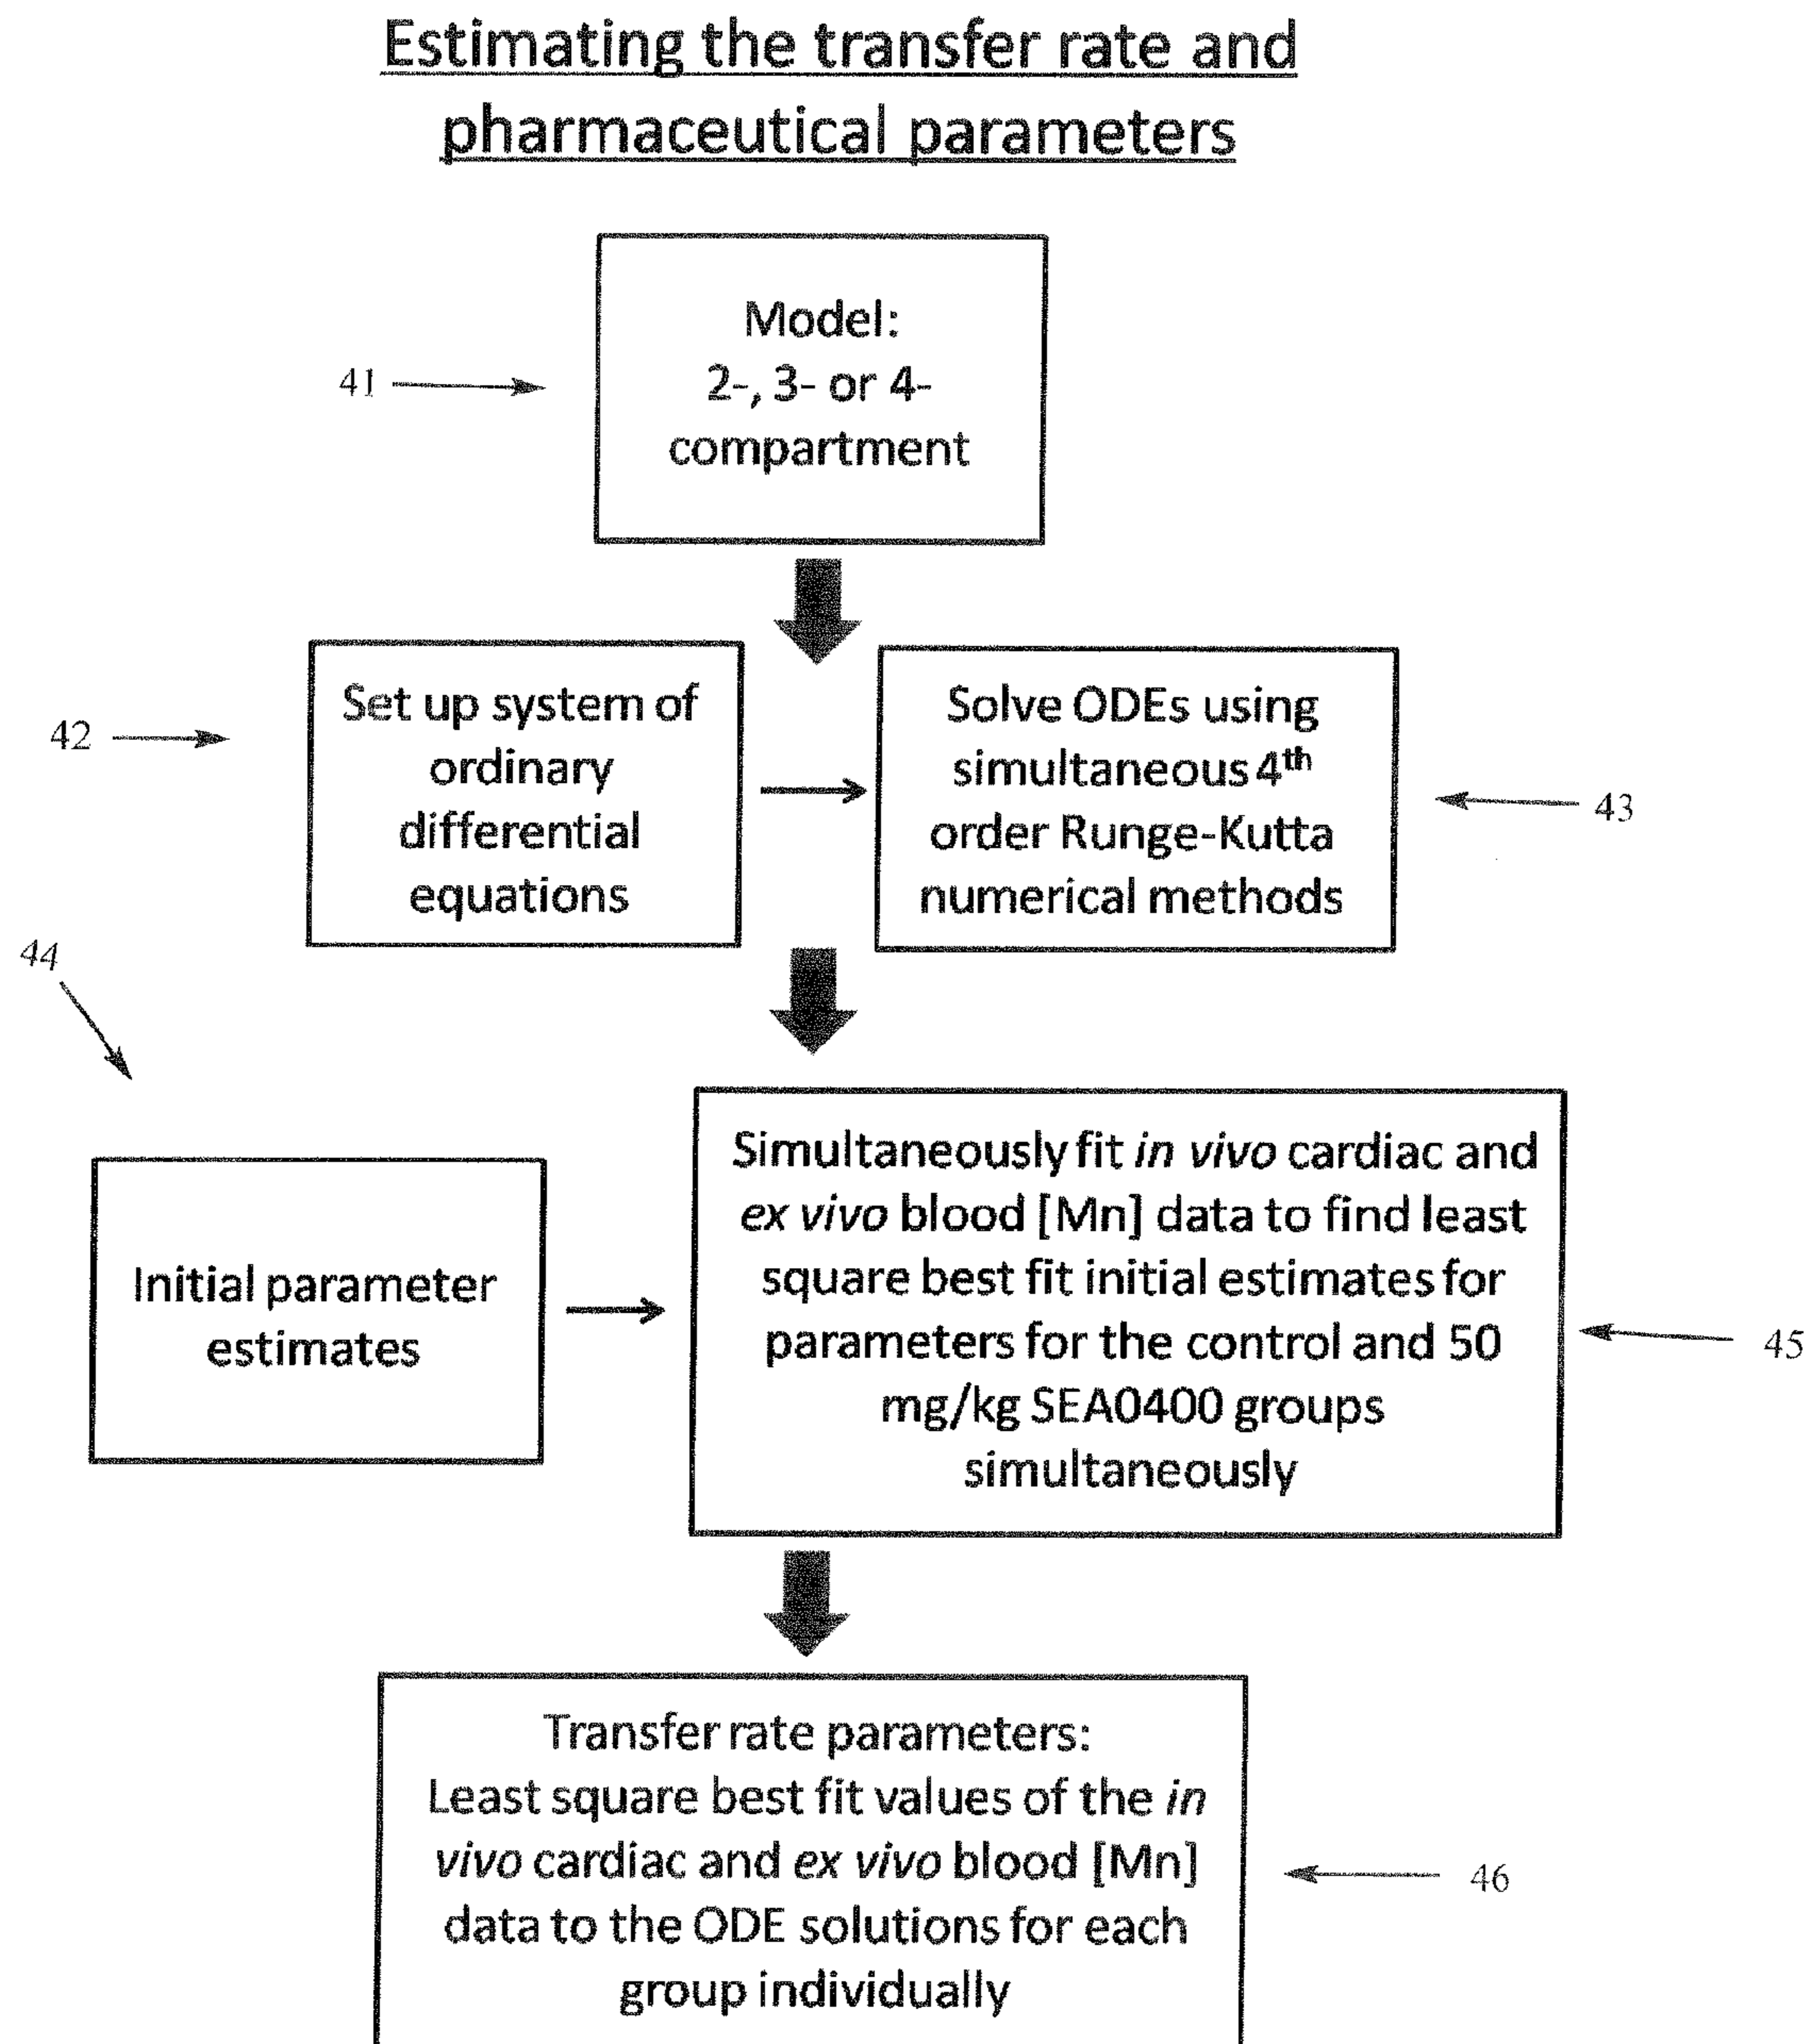 Estimating the transfer rate and
pharmaceutical parameters
Model:
2-, 3- or 4-
compartment
41
Set up system of
ordinary
differential
equations
42
Solve ODEs using
simultaneous 4th
order Runge-Kutta
numerical methods
43
44
Initial parameter
estimates
Simultaneously fit in vivo cardiac and
ex vivo blood [Mn] data to find least
square best fit initial estimates for
parameters for the control and 50
mg/kg SEA0400 groups
simultaneously
45
Transfer rate parameters:
Least square best fit values of the in
vivo cardiac and ex vivo blood [Mn]
data to the ODE solutions for each
group individually
46